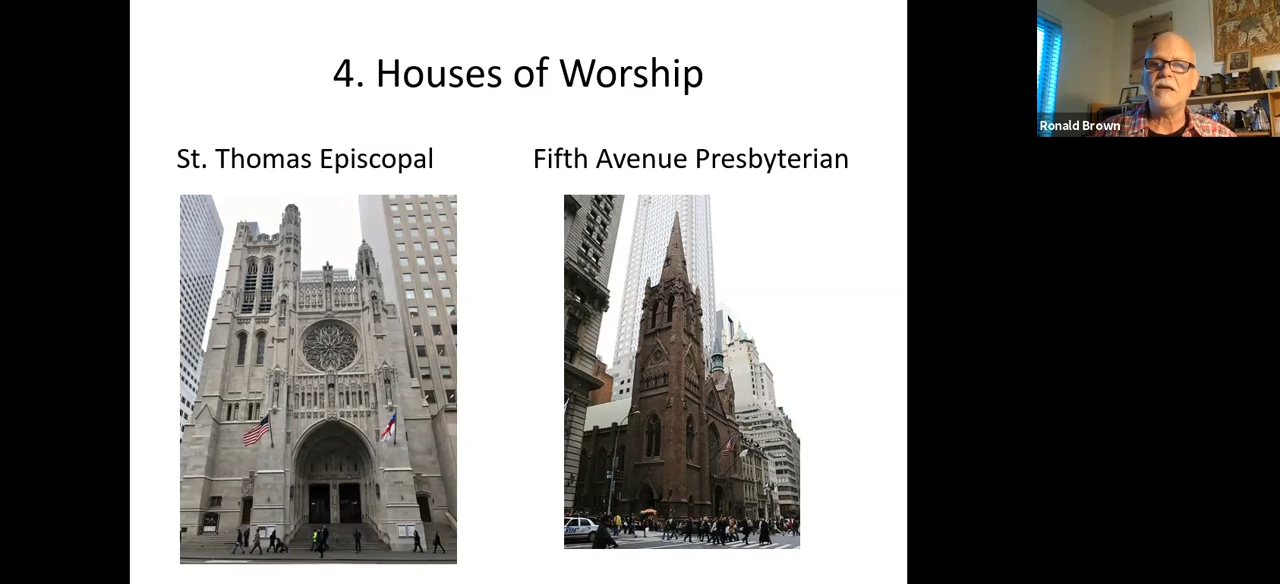 4. Houses of Worship
St. Thomas Episcopal
Fifth Avenue Presbyterian
Ronald Brown